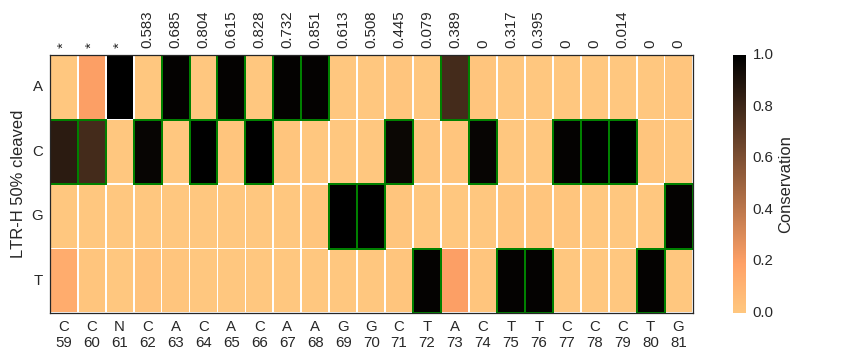 * * * 0.583 0.685 0.804 0.615 0.828 0.732 0.851 0.613 0.508 0.445 0.079 0.389 0 0.317 0.395 0 0 0.014 0 0
LTR-H 50% cleaved
A
C
G
T
C C N C A C A C A A G G C T A C T T C C C T G
59 60 61 62 63 64 65 66 67 68 69 70 71 72 73 74 75 76 77 78 79 80 81
1.0
0.8
0.6
0.4
0.2
0.0
Conservation